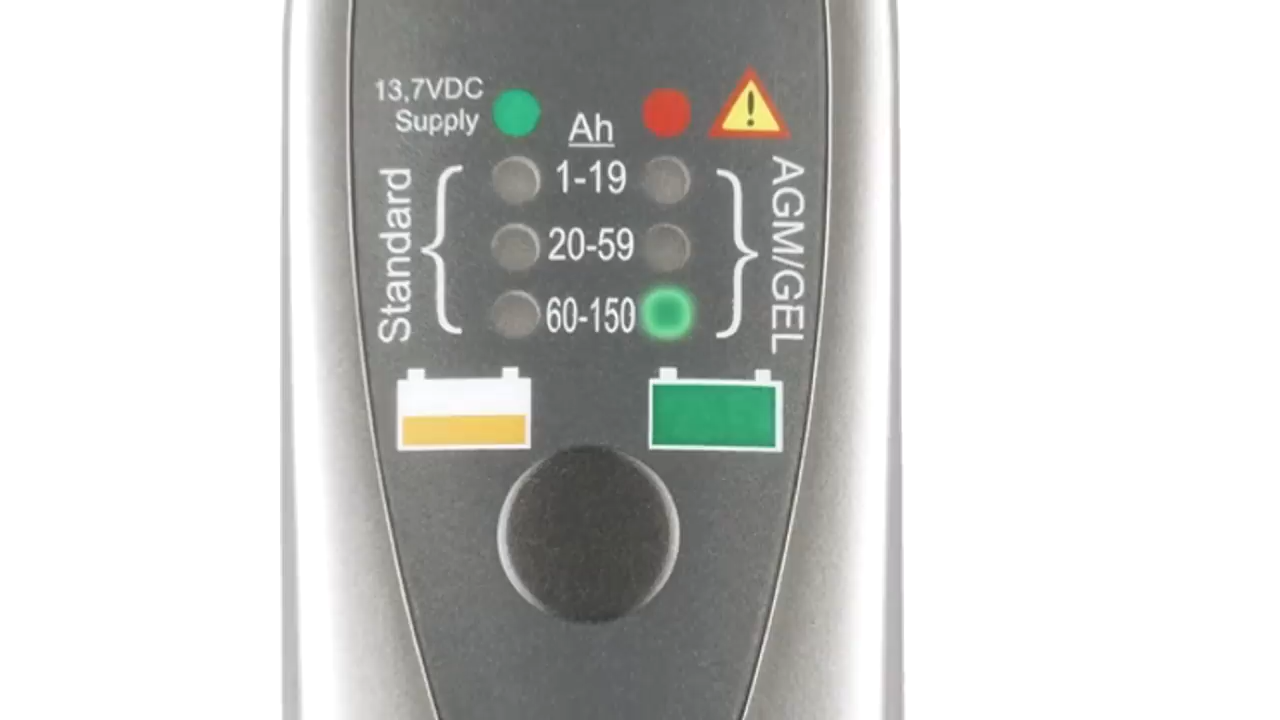 13,7VDC
Supply
Ah
1-19
20-59
60-150
Standard
AGM/GEL